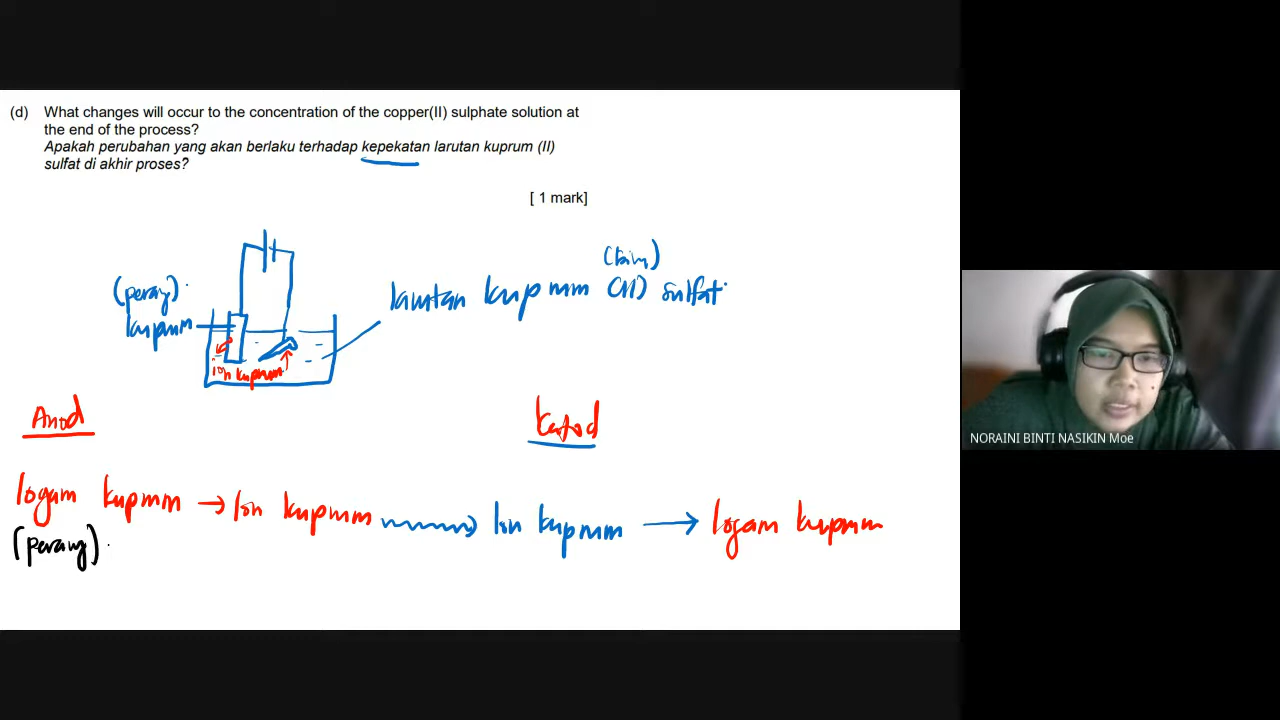 (d) What changes will occur to the concentration of the copper(II) sulphate solution at
the end of the process?
Apakah perubahan yang akan berlaku terhadap kepekatan larutan kuprum (II)
sulfat di akhir proses?
[ 1 mark]
(biru)
(perang)
kuprum
larutan kuprum (II) sulfat
ion kuprum
Anod
Katod
logam kuprum → Ion kuprum → Ion kuprum → logam kuprum
(perang)
NORAINI BINTI NASIKIN Moe